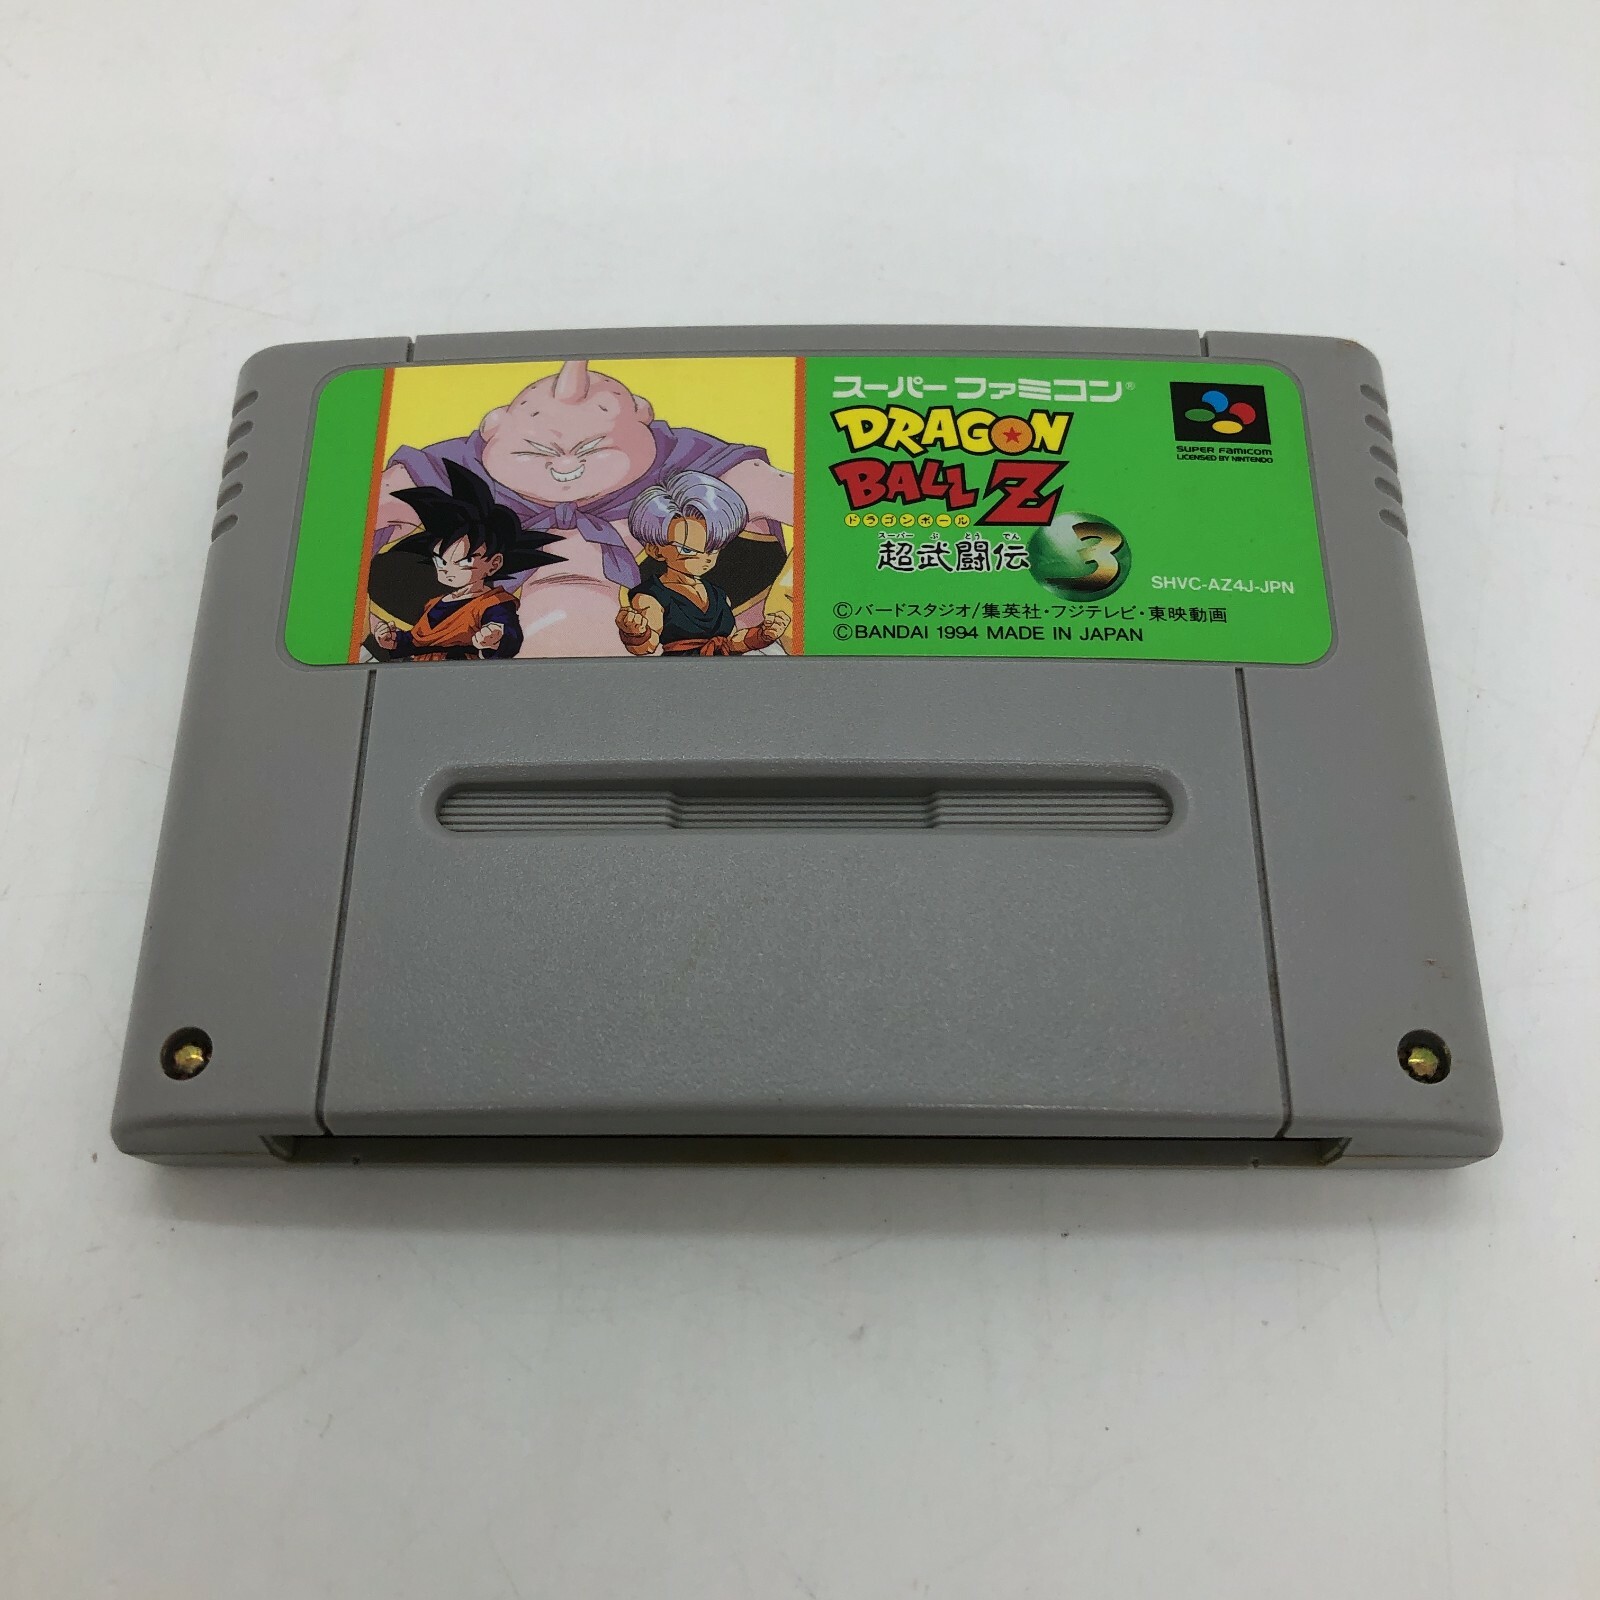 スーパーファミコン®
DRAGON
BALL Z
ドラゴンボール
スーパー ぶ とう でん
超武闘伝 3
SUPER FAMICOM
LICENSED BY NINTENDO
SHVC-AZ4J-JPN
Ⓒバードスタジオ/集英社・フジテレビ・東映動画
ⒸBANDAI 1994 MADE IN JAPAN